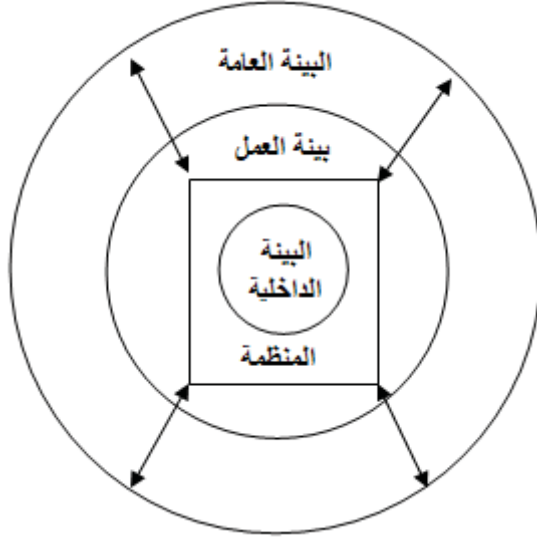 البيئة العامة
بيئة العمل
البيئة
الداخلية
المنظمة